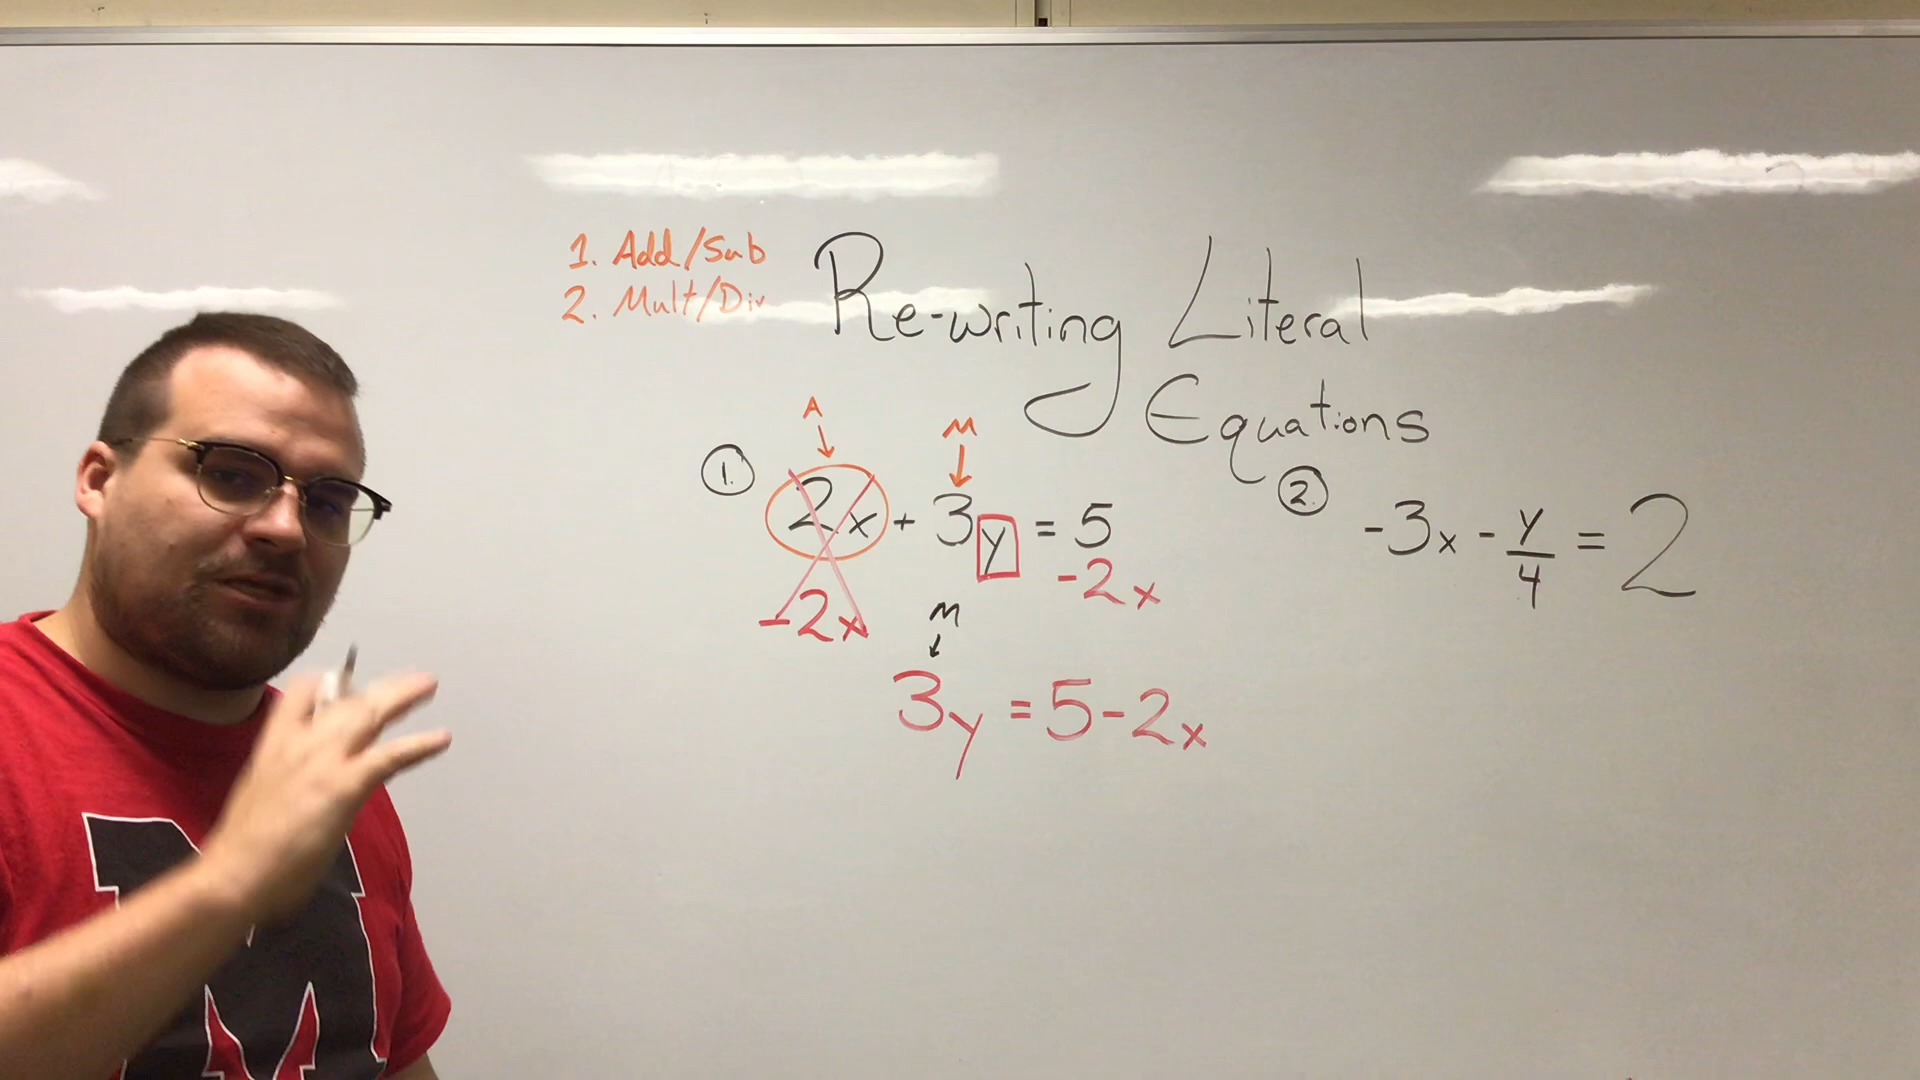 1. Add/Sub
2. Mult/Div
Re-writing Literal
Equations
A
M
1. 2x + 3y = 5
-2x -2x
M
3y = 5-2x
2. -3x - y/4 = 2
M